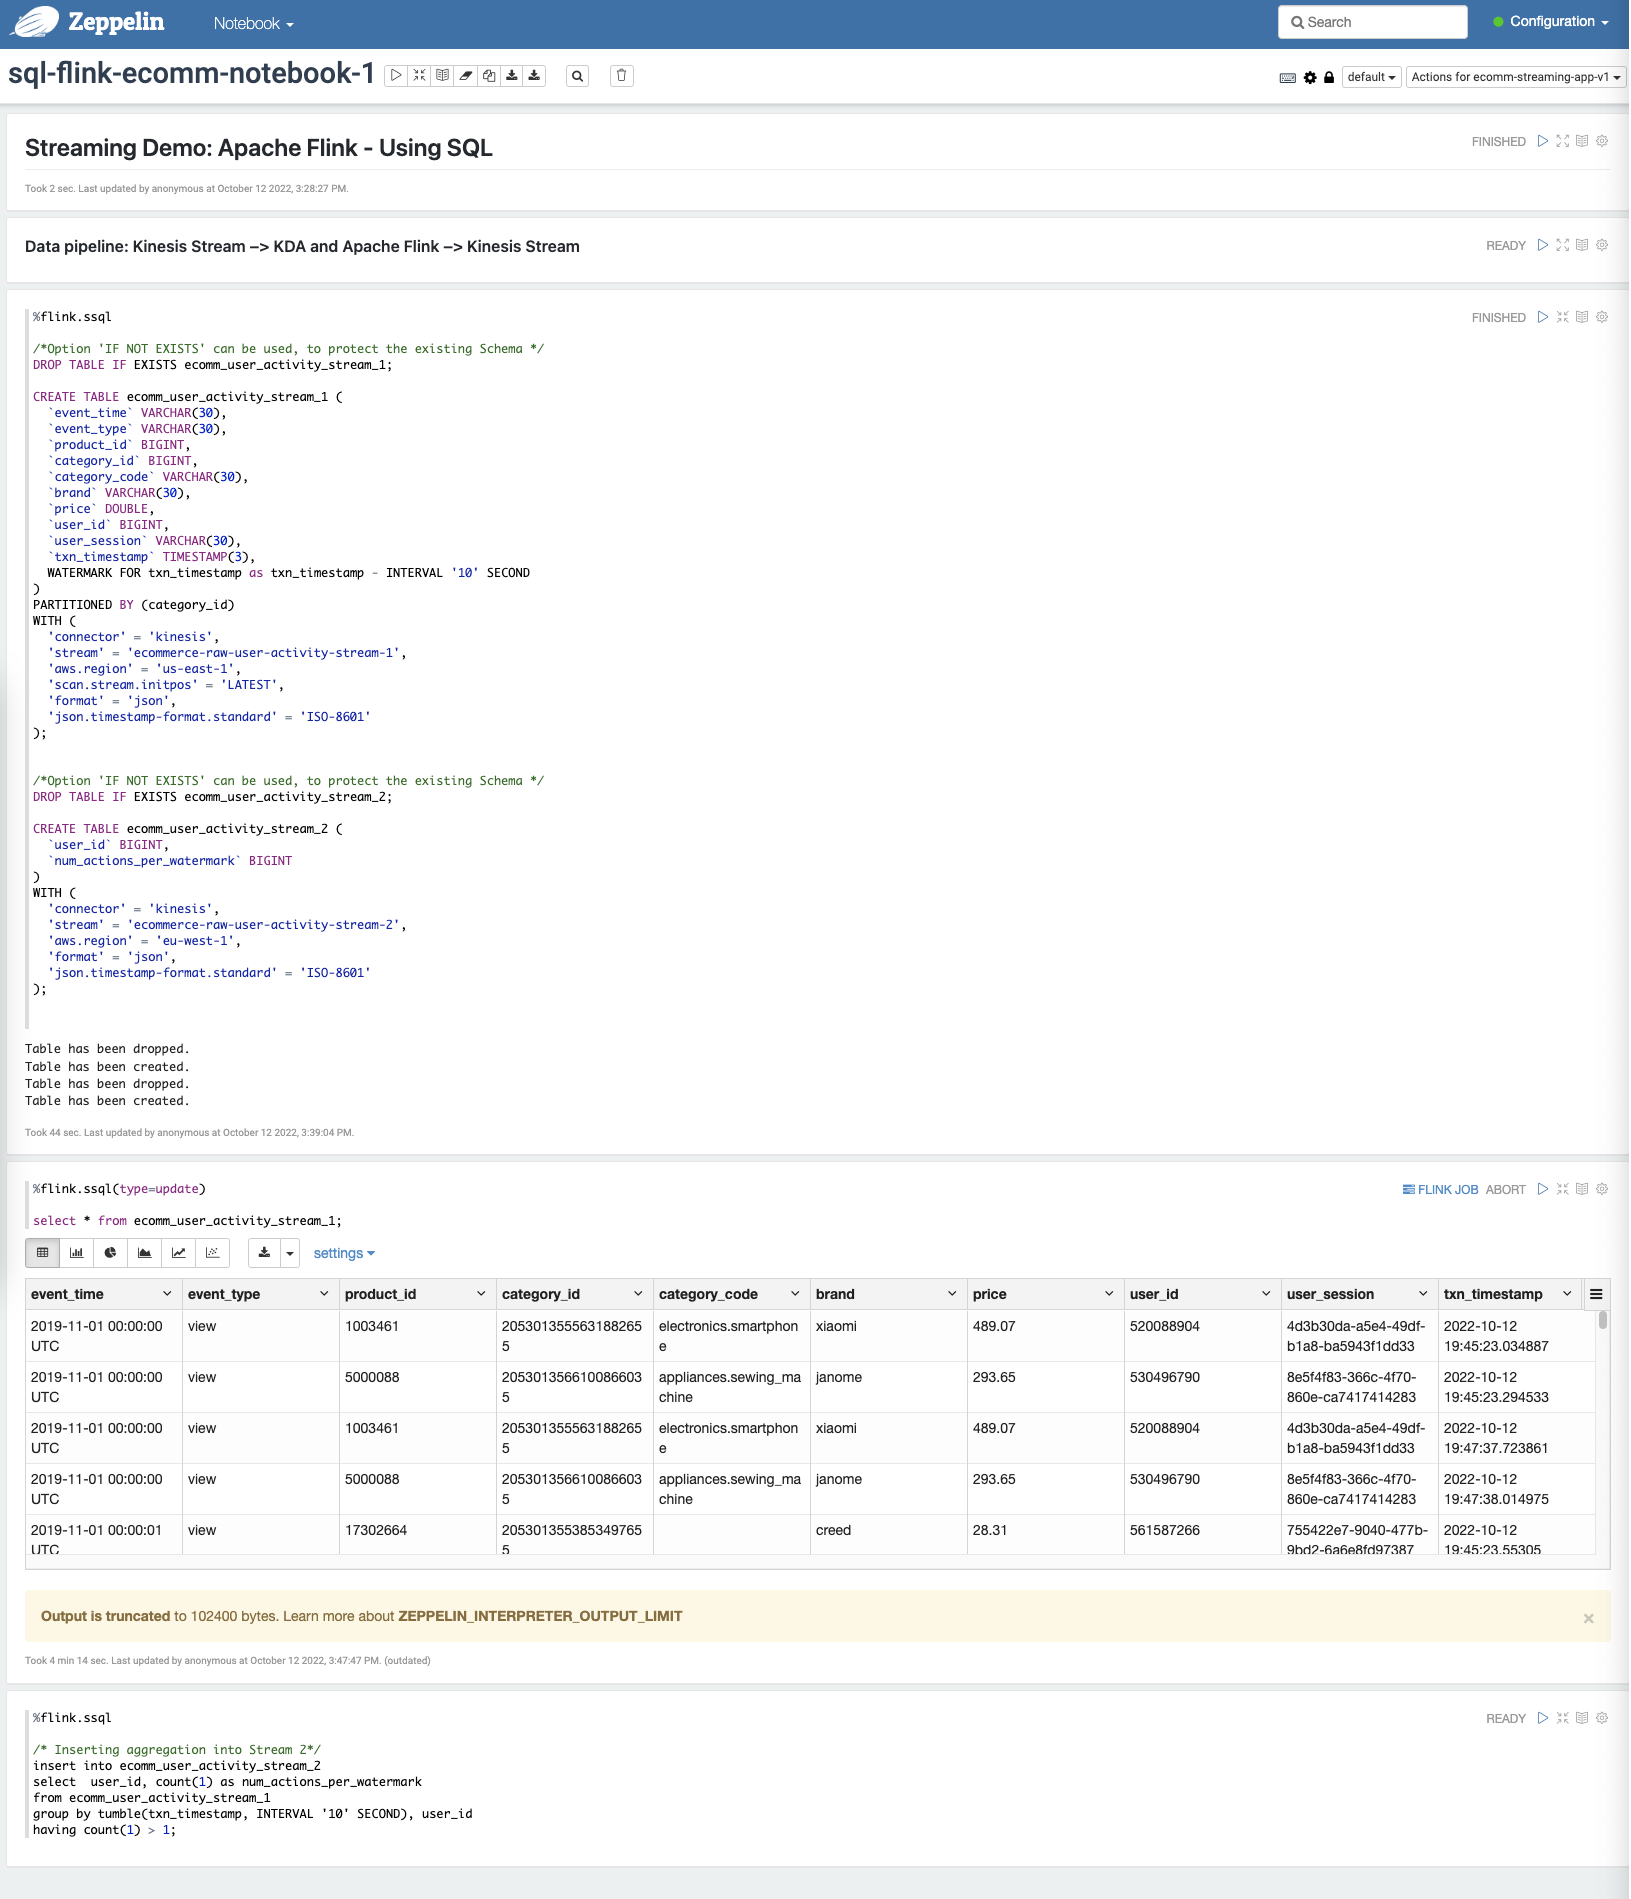 Zeppelin
Notebook
Search
Configuration
sql-flink-ecomm-notebook-1
default
Actions for ecomm-streaming-app-v1
Streaming Demo: Apache Flink - Using SQL
FINISHED
Took 2 sec. Last updated by anonymous at October 12 2022, 3:28:27 PM.
Data pipeline: Kinesis Stream –> KDA and Apache Flink –> Kinesis Stream
READY
%flink.ssql
FINISHED
/*Option 'IF NOT EXISTS' can be used, to protect the existing Schema */
DROP TABLE IF EXISTS ecomm_user_activity_stream_1;
CREATE TABLE ecomm_user_activity_stream_1 (
`event_time` VARCHAR(30),
`event_type` VARCHAR(30),
`product_id` BIGINT,
`category_id` BIGINT,
`category_code` VARCHAR(30),
`brand` VARCHAR(30),
`price` DOUBLE,
`user_id` BIGINT,
`user_session` VARCHAR(30),
`txn_timestamp` TIMESTAMP(3),
WATERMARK FOR txn_timestamp as txn_timestamp - INTERVAL '10' SECOND
)
PARTITIONED BY (category_id)
WITH (
'connector' = 'kinesis',
'stream' = 'ecommerce-raw-user-activity-stream-1',
'aws.region' = 'us-east-1',
'scan.stream.initpos' = 'LATEST',
'format' = 'json',
'json.timestamp-format.standard' = 'ISO-8601'
);
/*Option 'IF NOT EXISTS' can be used, to protect the existing Schema */
DROP TABLE IF EXISTS ecomm_user_activity_stream_2;
CREATE TABLE ecomm_user_activity_stream_2 (
`user_id` BIGINT,
`num_actions_per_watermark` BIGINT
)
WITH (
'connector' = 'kinesis',
'stream' = 'ecommerce-raw-user-activity-stream-2',
'aws.region' = 'eu-west-1',
'format' = 'json',
'json.timestamp-format.standard' = 'ISO-8601'
);
Table has been dropped.
Table has been created.
Table has been dropped.
Table has been created.
Took 44 sec. Last updated by anonymous at October 12 2022, 3:39:04 PM.
%flink.ssql(type=update)
FLINK JOB ABORT
select * from ecomm_user_activity_stream_1;
settings
event_time event_type product_id category_id category_code brand price user_id user_session txn_timestamp
2019-11-01 00:00:00 view 1003461 205301355563188265 electronics.smartphon xiaomi 489.07 520088904 4d3b30da-a5e4-49df- 2022-10-12
UTC 5 e b1a8-ba5943f1dd33 19:45:23.034887
2019-11-01 00:00:00 view 5000088 205301356610086603 appliances.sewing_ma janome 293.65 530496790 8e5f4f83-366c-4f70- 2022-10-12
UTC 5 chine 860e-ca7417414283 19:45:23.294533
2019-11-01 00:00:00 view 1003461 205301355563188265 electronics.smartphon xiaomi 489.07 520088904 4d3b30da-a5e4-49df- 2022-10-12
UTC 5 e b1a8-ba5943f1dd33 19:47:37.723861
2019-11-01 00:00:00 view 5000088 205301356610086603 appliances.sewing_ma janome 293.65 530496790 8e5f4f83-366c-4f70- 2022-10-12
UTC 5 chine 860e-ca7417414283 19:47:38.014975
2019-11-01 00:00:01 view 17302664 205301355385349765 creed 28.31 561587266 755422e7-9040-477b- 2022-10-12
UTC 5 9bd2-6a6e8fd97387 19:45:23.55305
Output is truncated to 102400 bytes. Learn more about ZEPPELIN_INTERPRETER_OUTPUT_LIMIT
×
Took 4 min 14 sec. Last updated by anonymous at October 12 2022, 3:47:47 PM. (outdated)
%flink.ssql
READY
/* Inserting aggregation into Stream 2*/
insert into ecomm_user_activity_stream_2
select  user_id, count(1) as num_actions_per_watermark
from ecomm_user_activity_stream_1
group by tumble(txn_timestamp, INTERVAL '10' SECOND), user_id
having count(1) > 1;